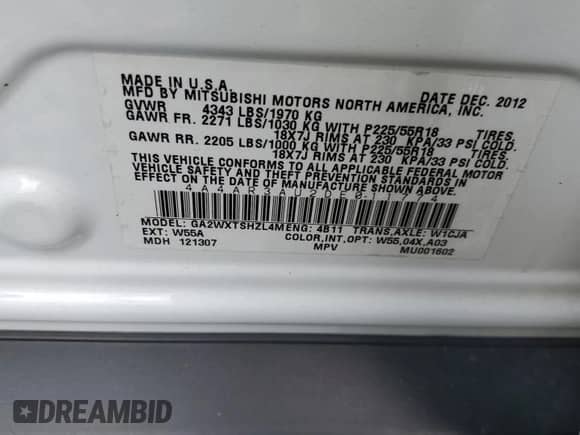 MADE IN U.S.A. DATE DEC. 2012
MFD BY MITSUBISHI MOTORS NORTH AMERICA, INC.
GVWR 4343 LBS/1970 KG
GAWR FR. 2271 LBS/1030 KG WITH P225/55R18 TIRES.
18X7J RIMS AT 230 KPA/33 PSI COLD.
GAWR RR. 2205 LBS/1000 KG WITH P225/55R18 TIRES.
18X7J RIMS AT 230 KPA/33 PSI COLD.
THIS VEHICLE CONFORMS TO ALL APPLICABLE FEDERAL MOTOR
VEHICLE SAFETY AND THEFT PREVENTION STANDARDS IN
EFFECT ON THE DATE OF MANUFACTURE SHOWN ABOVE.
MODEL: GA2WXTSHZL4M ENG: 4B11 TRANS,AXLE: W1CJA
EXT: W55A COLOR,INT,OPT: W55,04X,A03
MDH 121307 MPV MU001602
DREAMBID